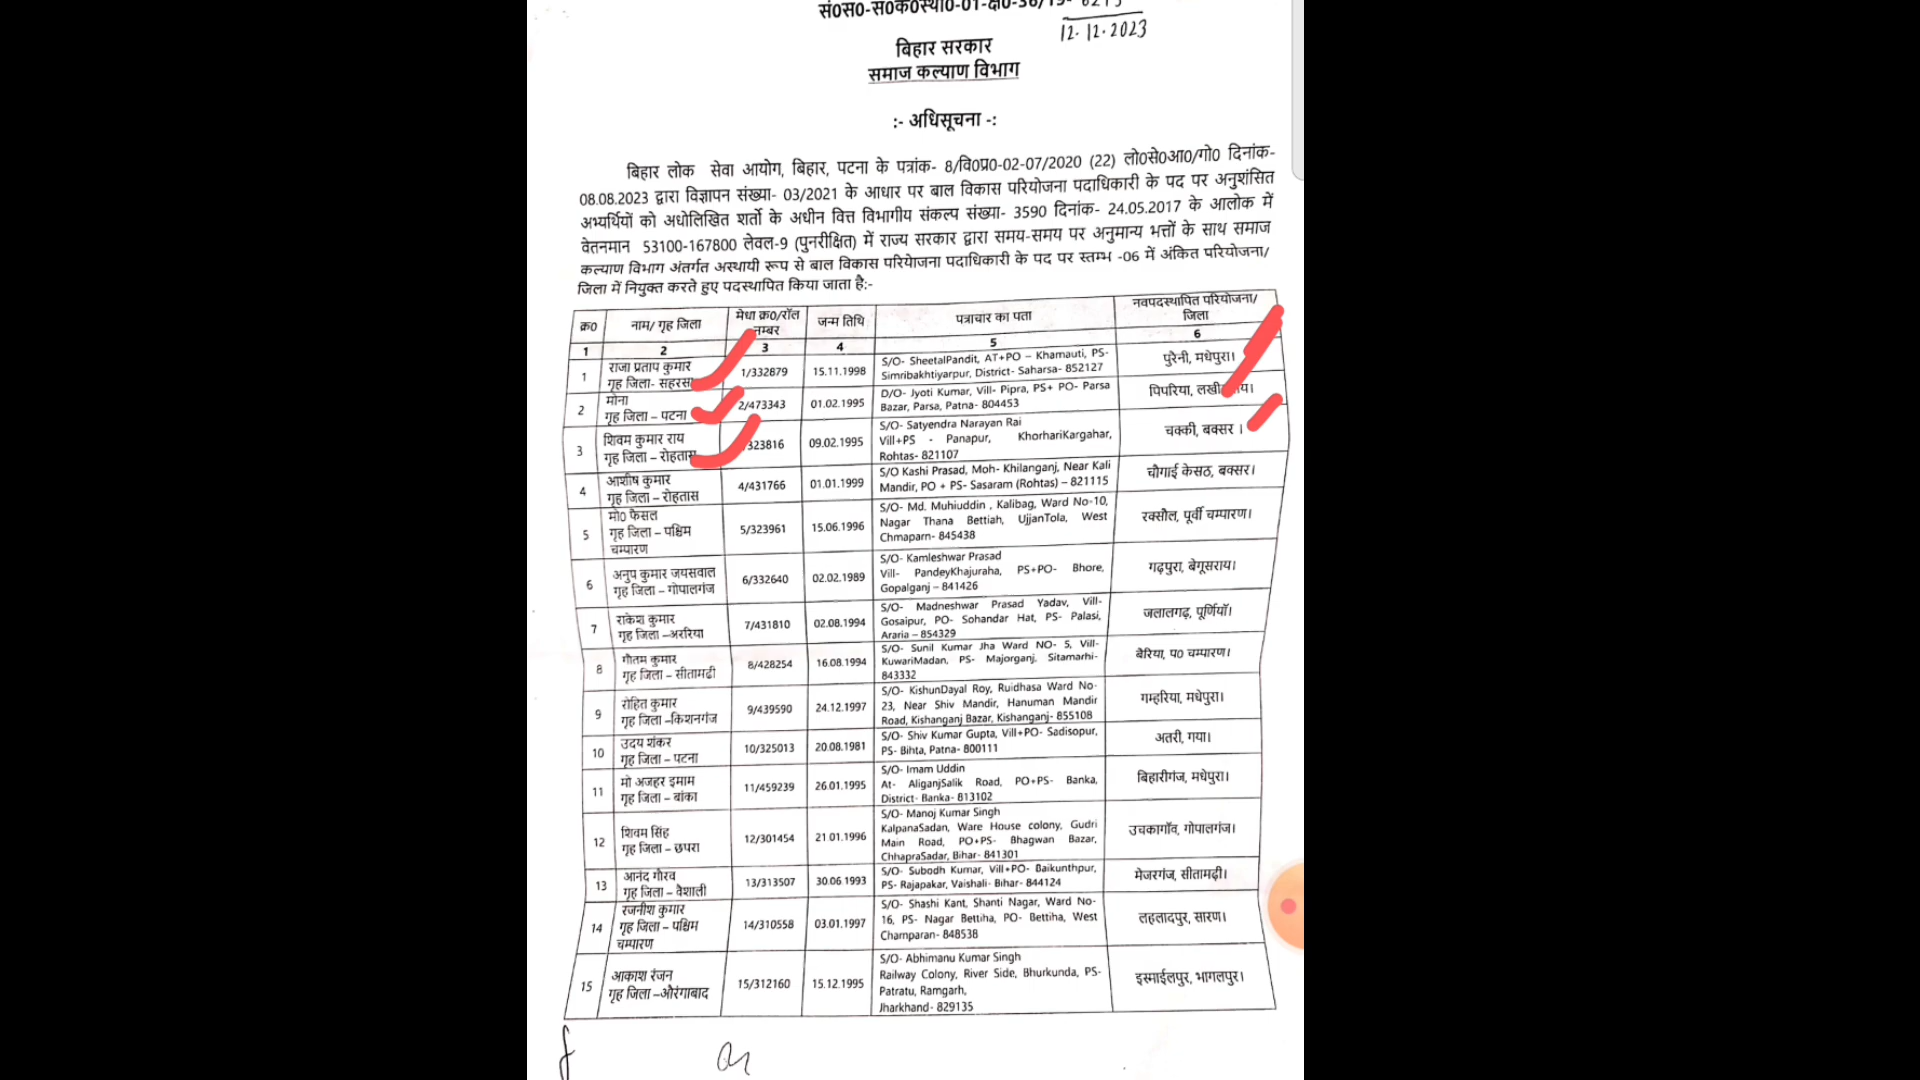 सं0स0-स0क0स्था0-01-क्षे0-36/19-
12.12.2023
बिहार सरकार
समाज कल्याण विभाग
:- अधिसूचना -:
बिहार लोक सेवा आयोग, बिहार, पटना के पत्रांक- 8/वि0प्र0-02-07/2020 (22) लो0से0आ0/गो0 दिनांक-
08.08.2023 द्वारा विज्ञापन संख्या- 03/2021 के आधार पर बाल विकास परियोजना पदाधिकारी के पद पर अनुशंसित
अभ्यर्थियों को अधोलिखित शर्तो के अधीन वित्त विभागीय संकल्प संख्या- 3590 दिनांक- 24.05.2017 के आलोक में
वेतनमान 53100-167800 लेवल-9 (पुनरीक्षित) में राज्य सरकार द्वारा समय-समय पर अनुमान्य भत्तों के साथ समाज
कल्याण विभाग अंतर्गत अस्थायी रूप से बाल विकास परियोजना पदाधिकारी के पद पर स्तम्भ -06 में अंकित परियोजना/
जिला में नियुक्त करते हुए पदस्थापित किया जाता है:-
क्र0 नाम/ गृह जिला मेधा क्र0/रॉल नम्बर जन्म तिथि पत्राचार का पता नवपदस्थापित परियोजना/ जिला
1 2 3 4 5 6
1 राजा प्रताप कुमार 1/332879 15.11.1998 S/O- SheetalPandit, AT+PO – Khamauti, PS- पुरैनी, मधेपुरा।
गृह जिला- सहरसा Simribakhtiyarpur, District- Saharsa- 852127
2 मोना 2/473343 01.02.1995 D/O- Jyoti Kumar, Vill- Pipra, PS+ PO- Parsa पिपरिया,
गृह जिला – पटना Bazar, Parsa, Patna- 804453
3 शिवम कुमार राय /323816 09.02.1995 S/O- Satyendra Narayan Rai चक्की, बक्सर ।
गृह जिला – रोहतास Vill+PS - Panapur, KhorhariKargahar,
Rohtas- 821107
4 आशीष कुमार 4/431766 01.01.1999 S/O Kashi Prasad, Moh- Khilanganj, Near Kali चौगाई केसठ, बक्सर।
गृह जिला – रोहतास Mandir, PO + PS- Sasaram (Rohtas) – 821115
5 मो0 फैसल 5/323961 15.06.1996 S/O- Md. Muhiuddin , Kalibag, Ward No-10, रक्सौल, पूर्वी चम्पारण।
गृह जिला – पश्चिम Nagar Thana Bettiah, UjjanTola, West
चम्पारण Chmaparn- 845438
6 अनुप कुमार जयसवाल 6/332640 02.02.1989 S/O- Kamleshwar Prasad गढ़पुरा, बेगूसराय।
गृह जिला – गोपालगंज Vill- PandeyKhajuraha, PS+PO- Bhore,
Gopalganj – 841426
7 राकेश कुमार 7/431810 02.08.1994 S/O- Madneshwar Prasad Yadav, Vill- जलालगढ़, पूर्णियाँ।
गृह जिला –अररिया Gosaipur, PO- Sohandar Hat, PS- Palasi,
Araria – 854329
8 गौतम कुमार 8/428254 16.08.1994 S/O- Sunil Kumar Jha Ward NO- 5, Vill- बैरिया, प0 चम्पारण।
गृह जिला – सीतामढी KuwariMadan, PS- Majorganj, Sitamarhi-
843332
9 रोहित कुमार 9/439590 24.12.1997 S/O- KishunDayal Roy, Ruidhasa Ward No- गम्हरिया, मधेपुरा।
गृह जिला –किशनगंज 23, Near Shiv Mandir, Hanuman Mandir
Road, Kishanganj Bazar, Kishanganj- 855108
10 उदय शंकर 10/325013 20.08.1981 S/O- Shiv Kumar Gupta, Vill+PO- Sadisopur, अतरी, गया।
गृह जिला – पटना PS- Bihta, Patna- 800111
11 मो अजहर इमाम 11/459239 26.01.1995 S/O- Imam Uddin बिहारीगंज, मधेपुरा।
गृह जिला – बांका At- AliganjSalik Road, PO+PS- Banka,
District- Banka- 813102
12 शिवम सिंह 12/301454 21.01.1996 S/O- Manoj Kumar Singh उचकागॉव, गोपालगंज।
गृह जिला – छपरा KalpanaSadan, Ware House colony, Gudri
Main Road, PO+PS- Bhagwan Bazar,
ChhapraSadar, Bihar- 841301
13 आनंद गौरव 13/313507 30.06.1993 S/O- Subodh Kumar, Vill+PO- Baikunthpur, मेजरगंज, सीतामढ़ी।
गृह जिला – वैशाली PS- Rajapakar, Vaishali- Bihar- 844124
14 रजनीश कुमार 14/310558 03.01.1997 S/O- Shashi Kant, Shanti Nagar, Ward No- लहलादपुर, सारण।
गृह जिला – पश्चिम 16, PS- Nagar Bettiha, PO- Bettiha, West
चम्पारण Champaran- 848538
15 आकाश रंजन 15/312160 15.12.1995 S/O- Abhimanu Kumar Singh इस्माईलपुर, भागलपुर।
गृह जिला –औरंगाबाद Railway Colony, River Side, Bhurkunda, PS-
Patratu, Ramgarh,
Jharkhand- 829135